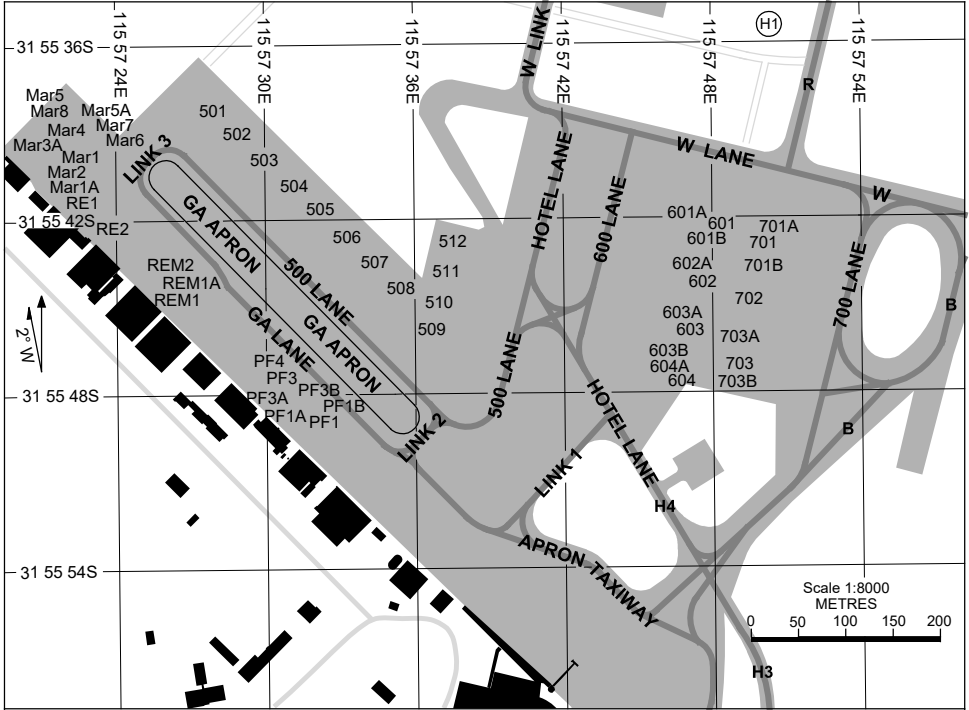 H1
31 55 36S
115 57 24E
115 57 30E
115 57 36E
115 57 42E
115 57 48E
115 57 54E
W LINK
R
Mar5
Mar8
Mar5A
Mar7
Mar4
Mar6
Mar3A
Mar1
Mar2
Mar1A
RE1
31 55 42S
RE2
LINK 3
501
502
503
504
505
506
507
508
509
510
511
512
GA APRON
500 LANE
GA LANE
GA APRON
HOTEL LANE
600 LANE
W LANE
W
601A
601
601B
602A
602
603A
603
603B
604A
604
701A
701
701B
702
703A
703
703B
700 LANE
B
REM2
REM1A
REM1
2° W
PF4
PF3
PF3B
PF3A
PF1B
PF1A
PF1
31 55 48S
LINK 2
500 LANE
HOTEL LANE
B
LINK 1
H4
APRON TAXIWAY
31 55 54S
Scale 1:8000
METRES
0 50 100 150 200
H3